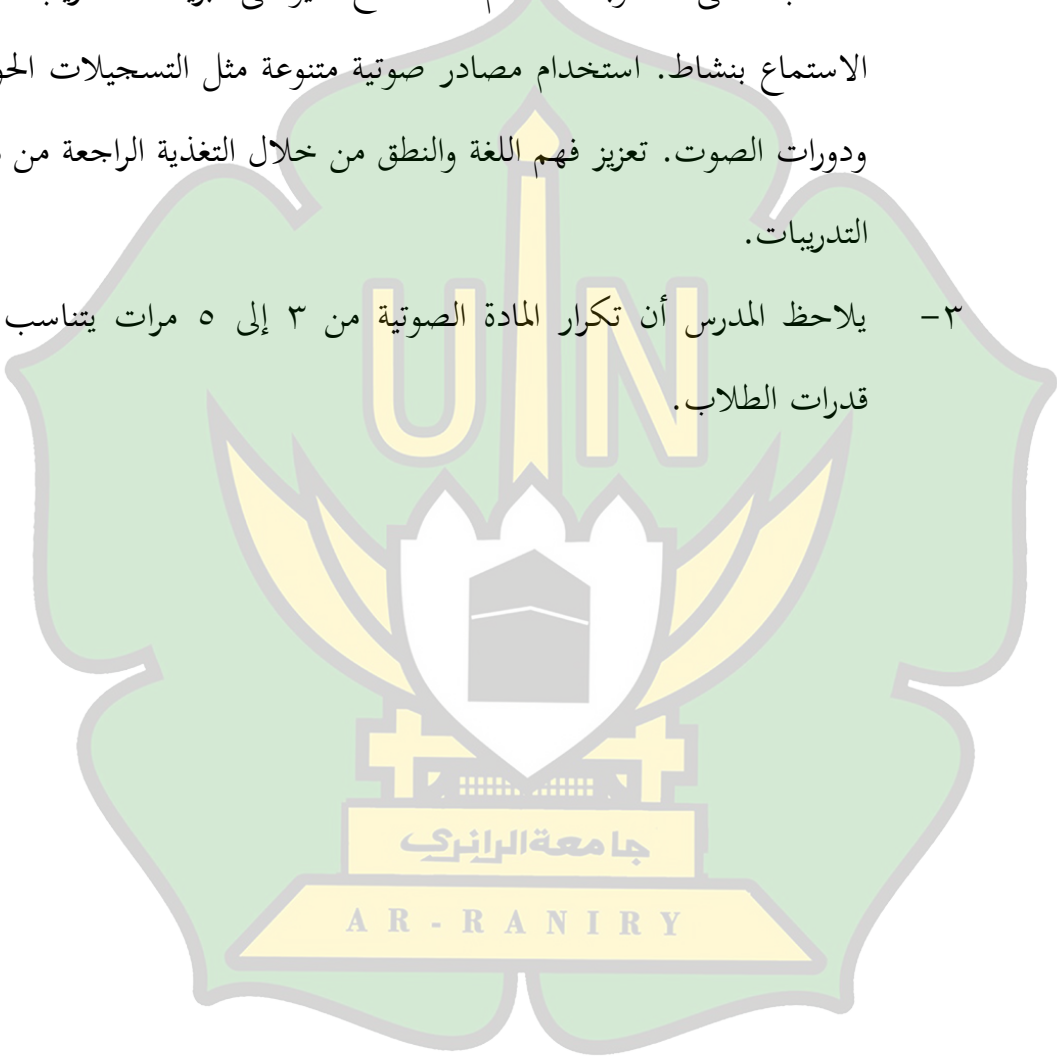 الاستماع بنشاط. استخدام مصادر صوتية متنوعة مثل التسجيلات
ودورات الصوت. تعزيز فهم اللغة والنطق من خلال التغذية الراجعة من
التدريبات.
٣- يلاحظ المدرس أن تكرار المادة الصوتية من ٣ إلى ٥ مرات يتناسب
قدرات الطلاب.
UIN
جامعة الرانري
AR-RANIRY